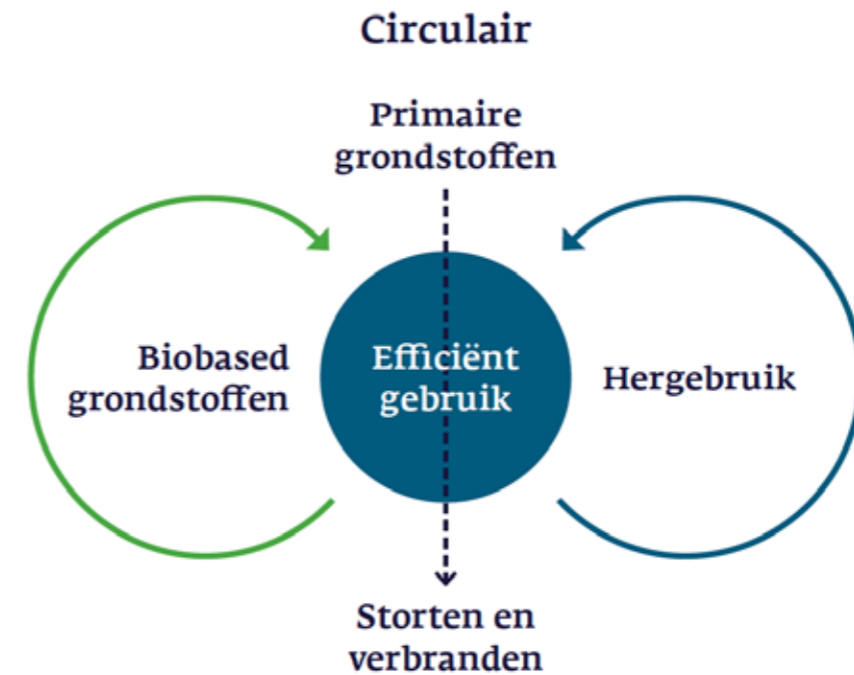 Circulair
Primaire
grondstoffen
Biobased
grondstoffen
Efficiënt
gebruik
Hergebruik
Storten en
verbranden